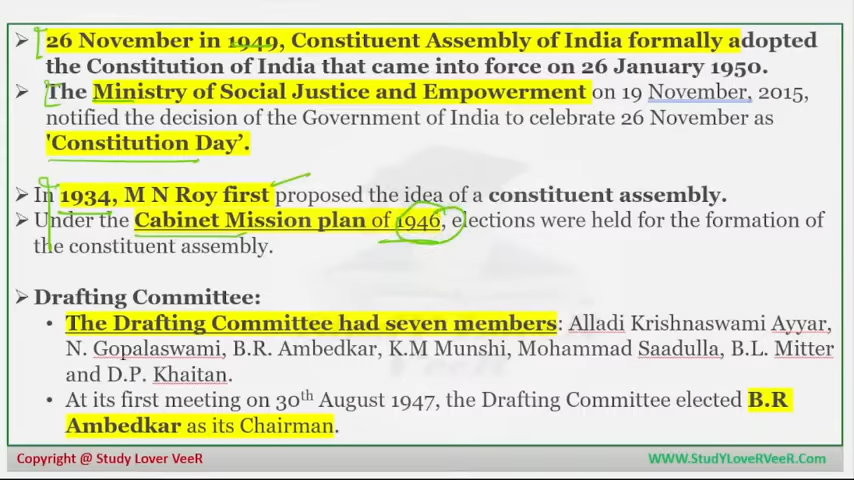 ➢ 26 November in 1949, Constituent Assembly of India formally adopted
the Constitution of India that came into force on 26 January 1950.
➢ The Ministry of Social Justice and Empowerment on 19 November, 2015,
notified the decision of the Government of India to celebrate 26 November as
'Constitution Day'.
➢ In 1934, M N Roy first proposed the idea of a constituent assembly.
➢ Under the Cabinet Mission plan of 1946, elections were held for the formation of
the constituent assembly.
➢ Drafting Committee:
• The Drafting Committee had seven members: Alladi Krishnaswami Ayyar,
N. Gopalaswami, B.R. Ambedkar, K.M Munshi, Mohammad Saadulla, B.L. Mitter
and D.P. Khaitan.
• At its first meeting on 30th August 1947, the Drafting Committee elected B.R
Ambedkar as its Chairman.
Copyright @ Study Lover VeeR
WWW.StudyLoveRVeeR.Com